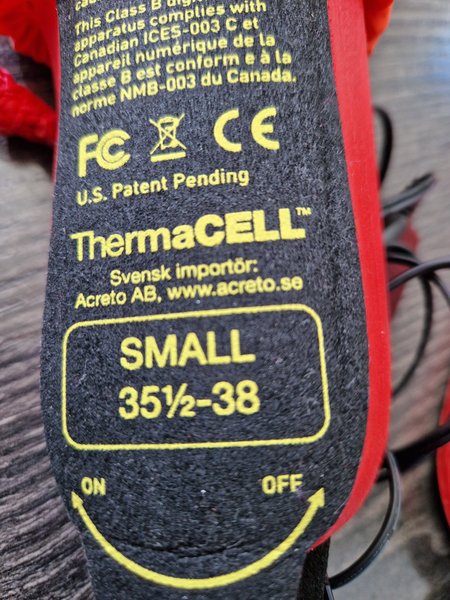 This Class B digi
apparatus complies with
Canadian ICES-003 C et
appareil numérique de la
classe B est conform e à la
norme NMB-003 du Canada.
FC CE
U.S. Patent Pending
ThermaCELL™
Svensk importör:
Acreto AB, www.acreto.se
SMALL
35½-38
ON OFF